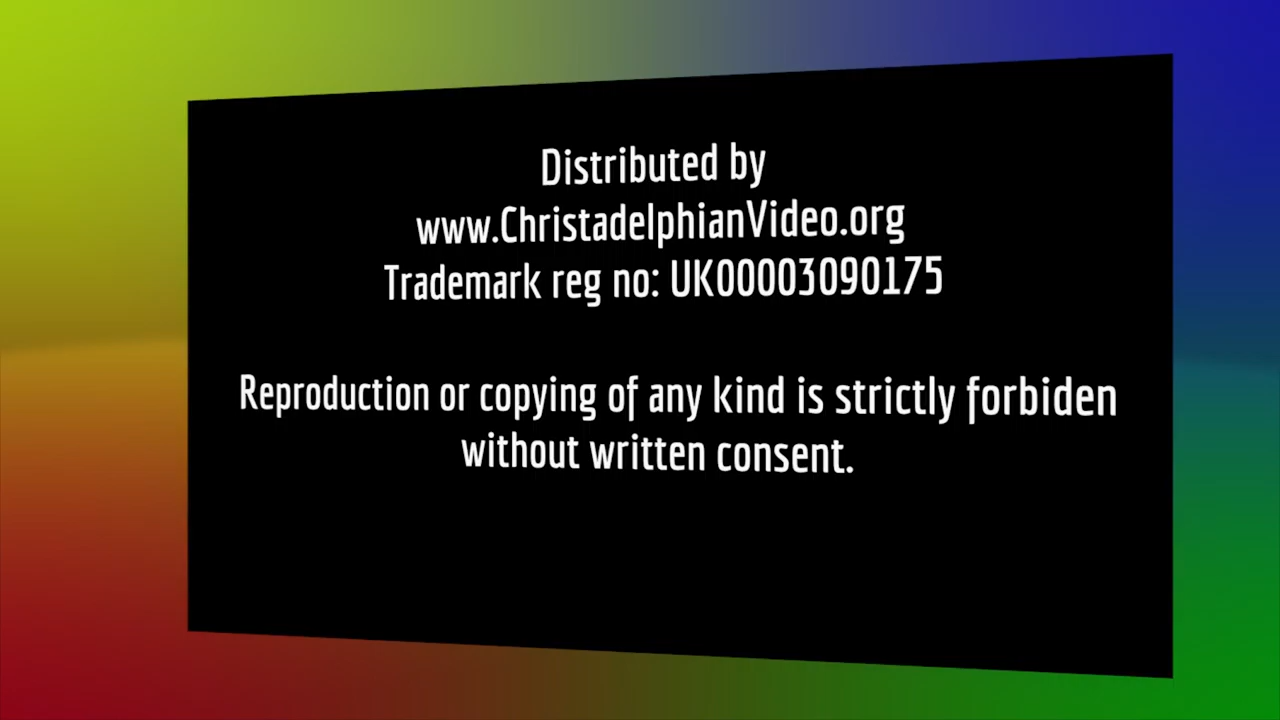 Distributed by
www.ChristadelphianVideo.org
Trademark reg no: UK00003090175
Reproduction or copying of any kind is strictly forbiden
without written consent.